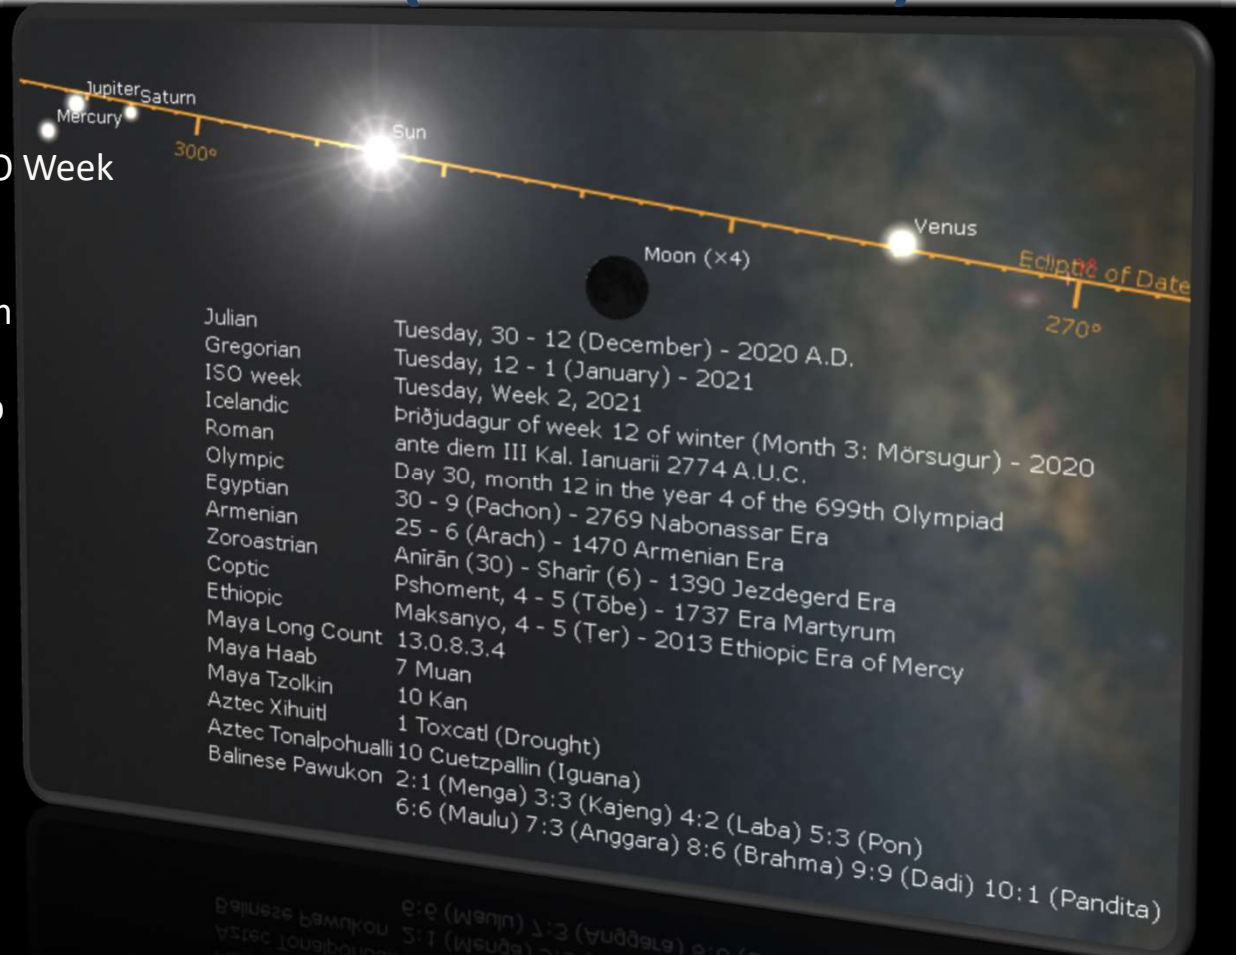 Jupiter
Saturn
Mercury
300°
Sun
Week
Venus
Moon (×4)
Ecliptic of Date
270°
Julian Tuesday, 30 - 12 (December) - 2020 A.D.
Gregorian Tuesday, 12 - 1 (January) - 2021
ISO week Tuesday, Week 2, 2021
Icelandic Þriðjudagur of week 12 of winter (Month 3: Mörsugur) - 2020
Roman ante diem III Kal. Ianuarii 2774 A.U.C.
Olympic Day 30, month 12 in the year 4 of the 699th Olympiad
Egyptian 30 - 9 (Pachon) - 2769 Nabonassar Era
Armenian 25 - 6 (Arach) - 1470 Armenian Era
Zoroastrian Anīrān (30) - Sharīr (6) - 1390 Jezdegerd Era
Coptic Pshoment, 4 - 5 (Tōbe) - 1737 Era Martyrum
Ethiopic Maksanyo, 4 - 5 (Ṭer) - 2013 Ethiopic Era of Mercy
Maya Long Count 13.0.8.3.4
Maya Haab 7 Muan
Maya Tzolkin 10 Kan
Aztec Xihuitl 1 Toxcatl (Drought)
Aztec Tonalpohualli 10 Cuetzpallin (Iguana)
Balinese Pawukon 2:1 (Menga) 3:3 (Kajeng) 4:2 (Laba) 5:3 (Pon)
6:6 (Maulu) 7:3 (Anggara) 8:6 (Brahma) 9:9 (Dadi) 10:1 (Pandita)